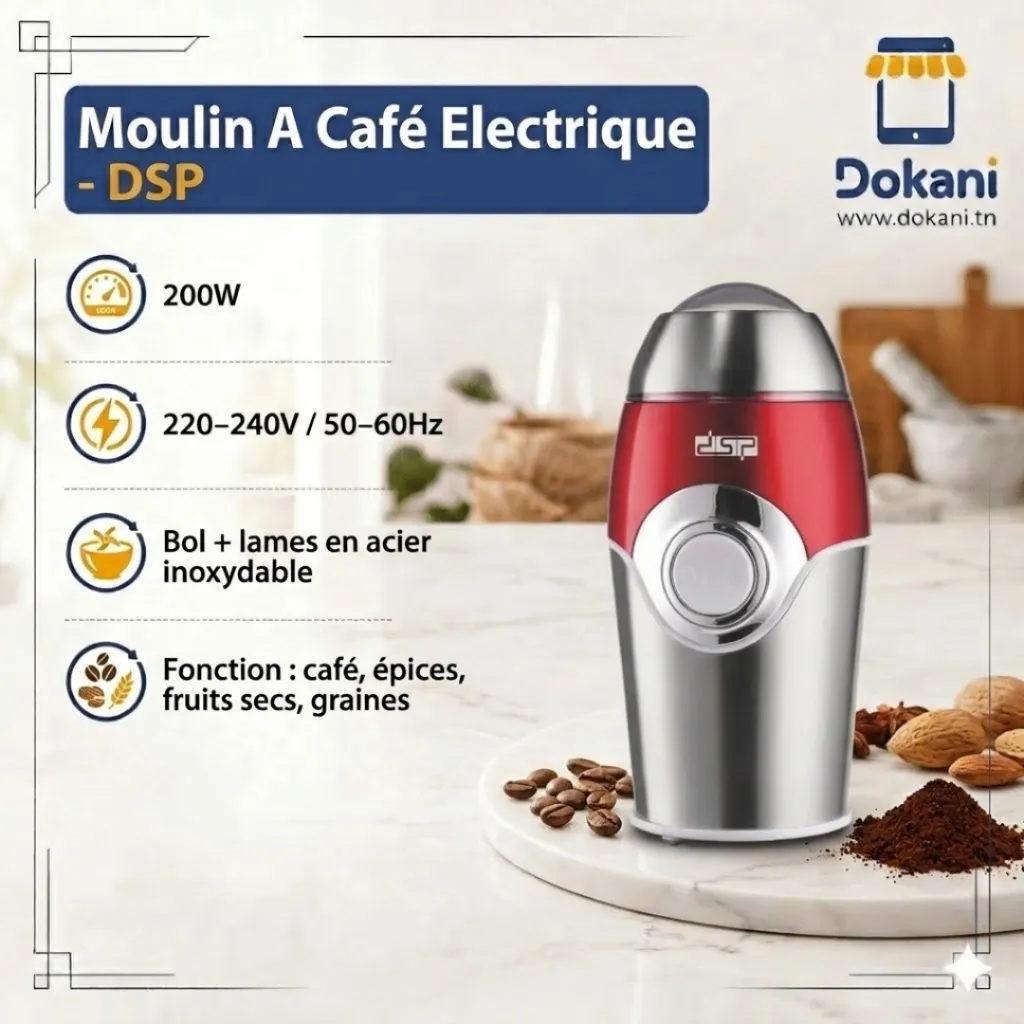 Moulin A Café Electrique
- DSP
Dokani
www.dokani.tn
200W
220–240V / 50–60Hz
Bol + lames en acier
inoxydable
Fonction : café, épices,
fruits secs, graines
dsp